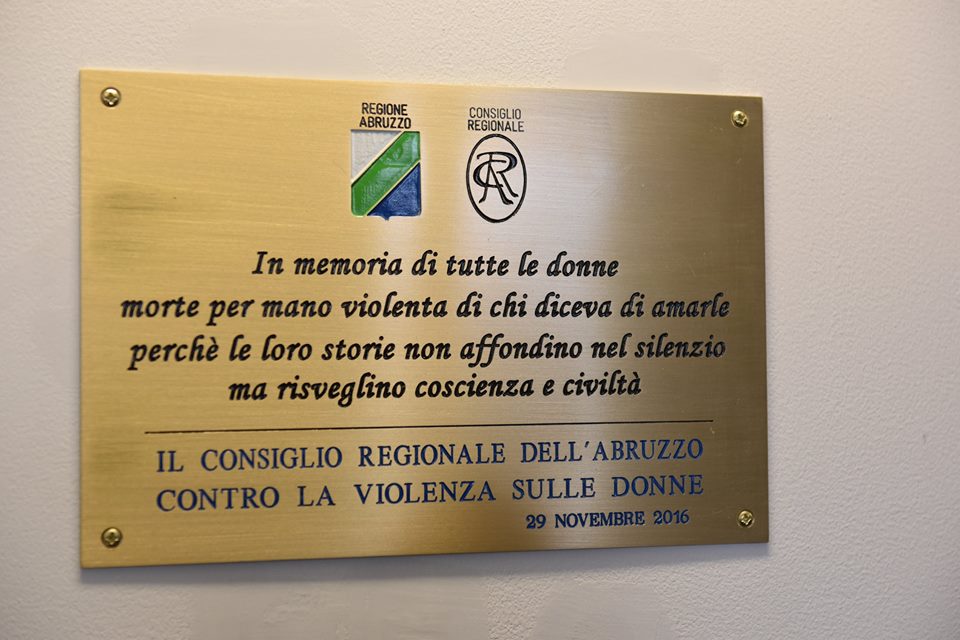 REGIONE
ABRUZZO
CONSIGLIO
REGIONALE
CRA
In memoria di tutte le donne
morte per mano violenta di chi diceva di amarle
perchè le loro storie non affondino nel silenzio
ma risveglino coscienza e civiltà
IL CONSIGLIO REGIONALE DELL'ABRUZZO
CONTRO LA VIOLENZA SULLE DONNE
29 NOVEMBRE 2016